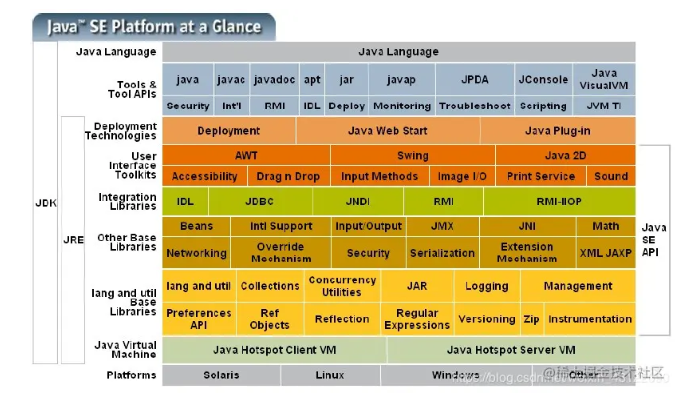 Java™ SE Platform at a Glance
Java Language
Java Language
Tools &
Tool APIs
java javac javadoc apt jar javap JPDA JConsole Java
VisualVM
Security Int'l RMI IDL Deploy Monitoring Troubleshoot Scripting JVM TI
Deployment
Technologies
Deployment Java Web Start Java Plug-in
User
Interface
Toolkits
AWT Swing Java 2D
Accessibility Drag n Drop Input Methods Image I/O Print Service Sound
Integration
Libraries
IDL JDBC JNDI RMI RMI-IIOP
Other Base
Libraries
Beans Intl Support Input/Output JMX JNI Math
Networking Override
Mechanism Security Serialization Extension
Mechanism XML JAXP
lang and util
Base
Libraries
lang and util Collections Concurrency
Utilities JAR Logging Management
Preferences
API Ref
Objects Reflection Regular
Expressions Versioning Zip Instrumentation
Java Virtual
Machine
Java Hotspot Client VM Java Hotspot Server VM
Platforms
Solaris Linux Windows Other
JDK
JRE
Java
SE
API
@稀土掘金技术社区